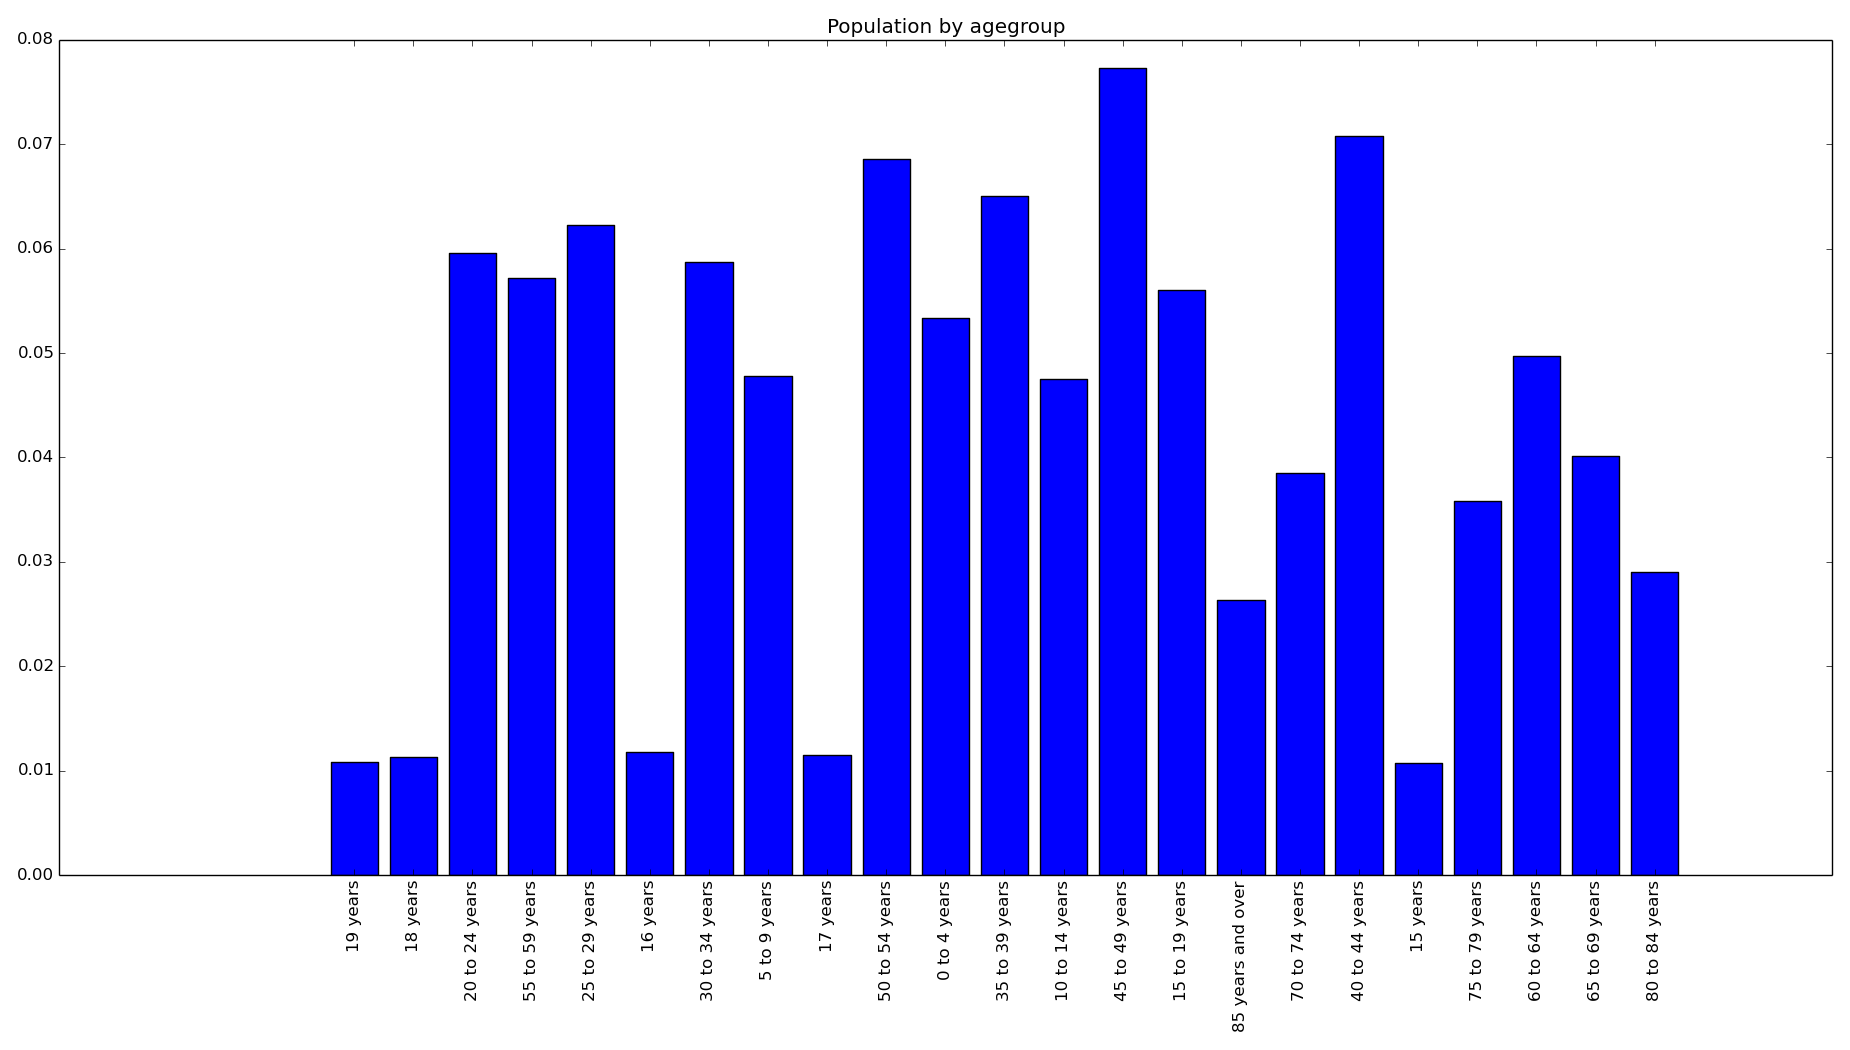 Population by agegroup
0.08
0.07
0.06
0.05
0.04
0.03
0.02
0.01
0.00
19 years
18 years
20 to 24 years
55 to 59 years
25 to 29 years
16 years
30 to 34 years
5 to 9 years
17 years
50 to 54 years
0 to 4 years
35 to 39 years
10 to 14 years
45 to 49 years
15 to 19 years
85 years and over
70 to 74 years
40 to 44 years
15 years
75 to 79 years
60 to 64 years
65 to 69 years
80 to 84 years